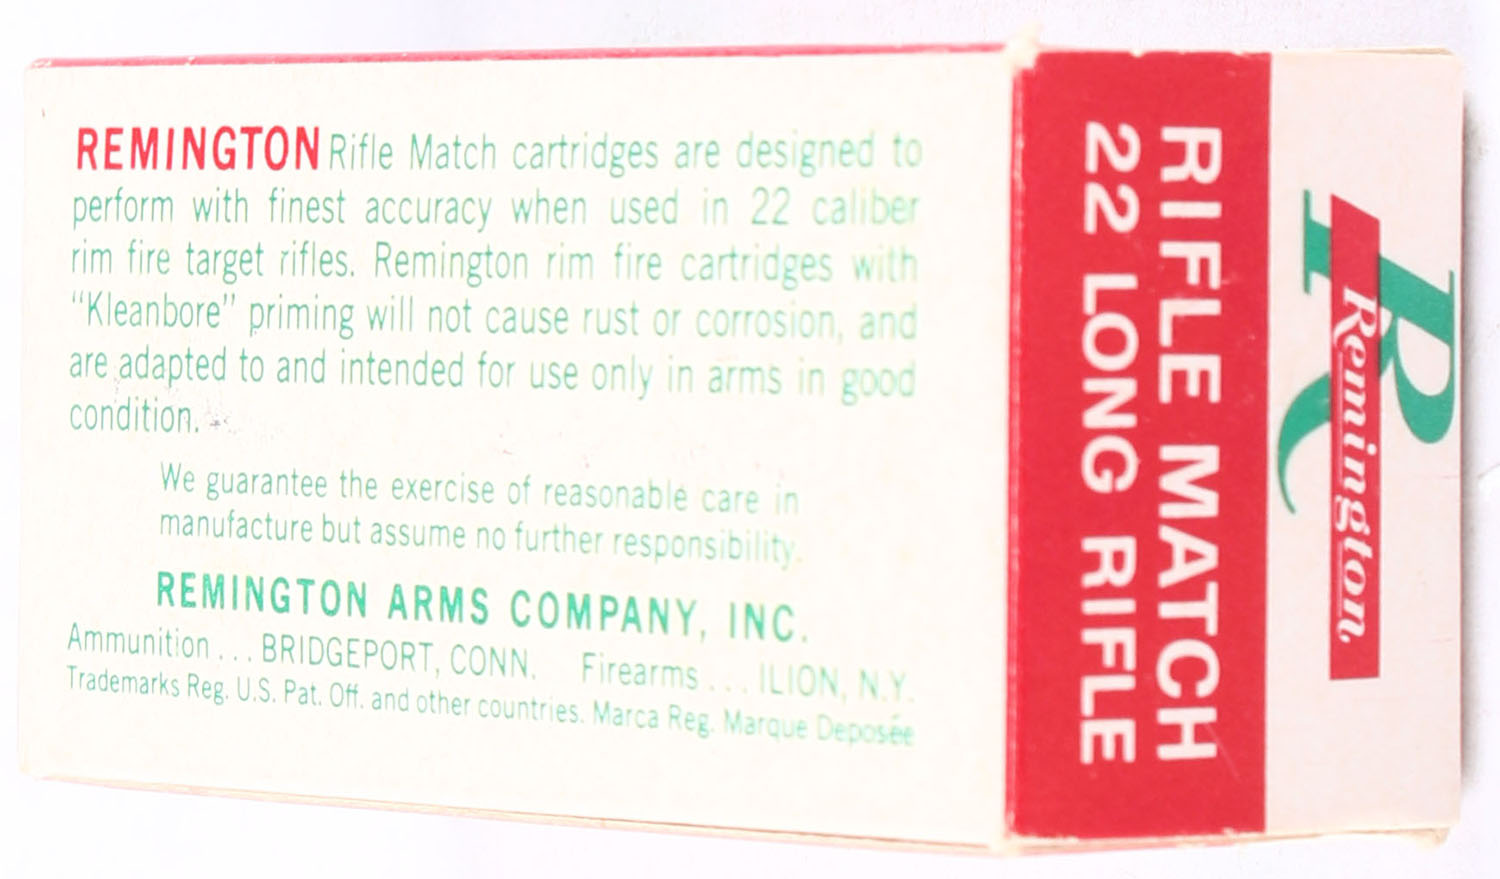 REMINGTON Rifle Match cartridges are designed to
perform with finest accuracy when used in 22 caliber
rim fire target rifles. Remington rim fire cartridges with
"Kleanbore" priming will not cause rust or corrosion, and
are adapted to and intended for use only in arms in good
condition.
We guarantee the exercise of reasonable care in
manufacture but assume no further responsibility.
REMINGTON ARMS COMPANY, INC.
Ammunition ... BRIDGEPORT, CONN. Firearms ... ILION, N.Y.
Trademarks Reg. U.S. Pat. Off. and other countries. Marca Reg. Marque Deposée
R
Remington.
RIFLE MATCH
22 LONG RIFLE